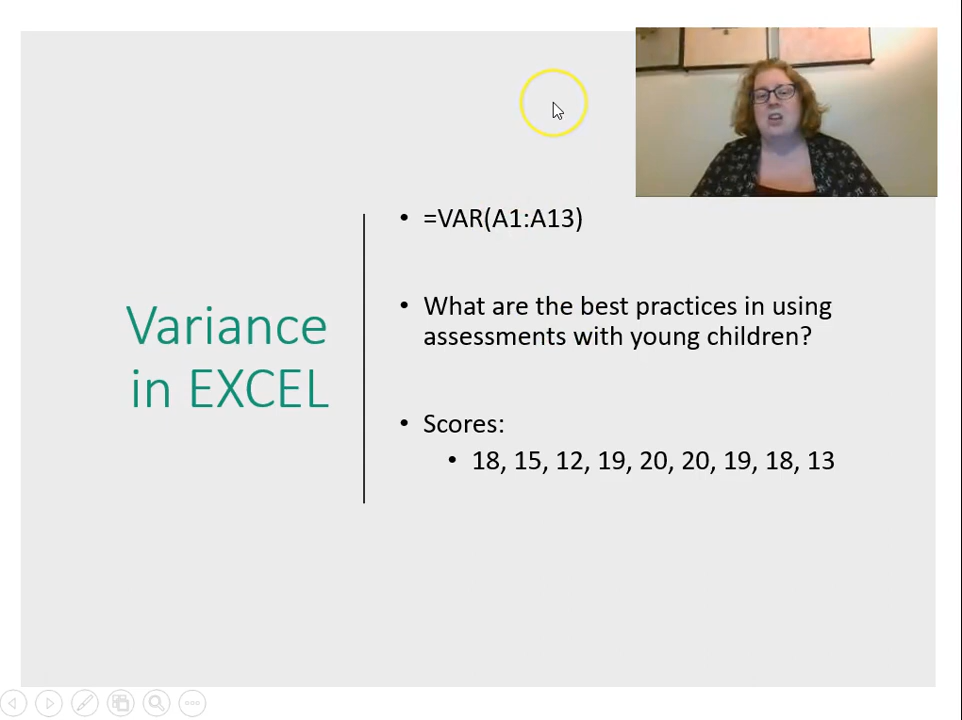 Variance
in EXCEL
• =VAR(A1:A13)
• What are the best practices in using
assessments with young children?
• Scores:
• 18, 15, 12, 19, 20, 20, 19, 18, 13